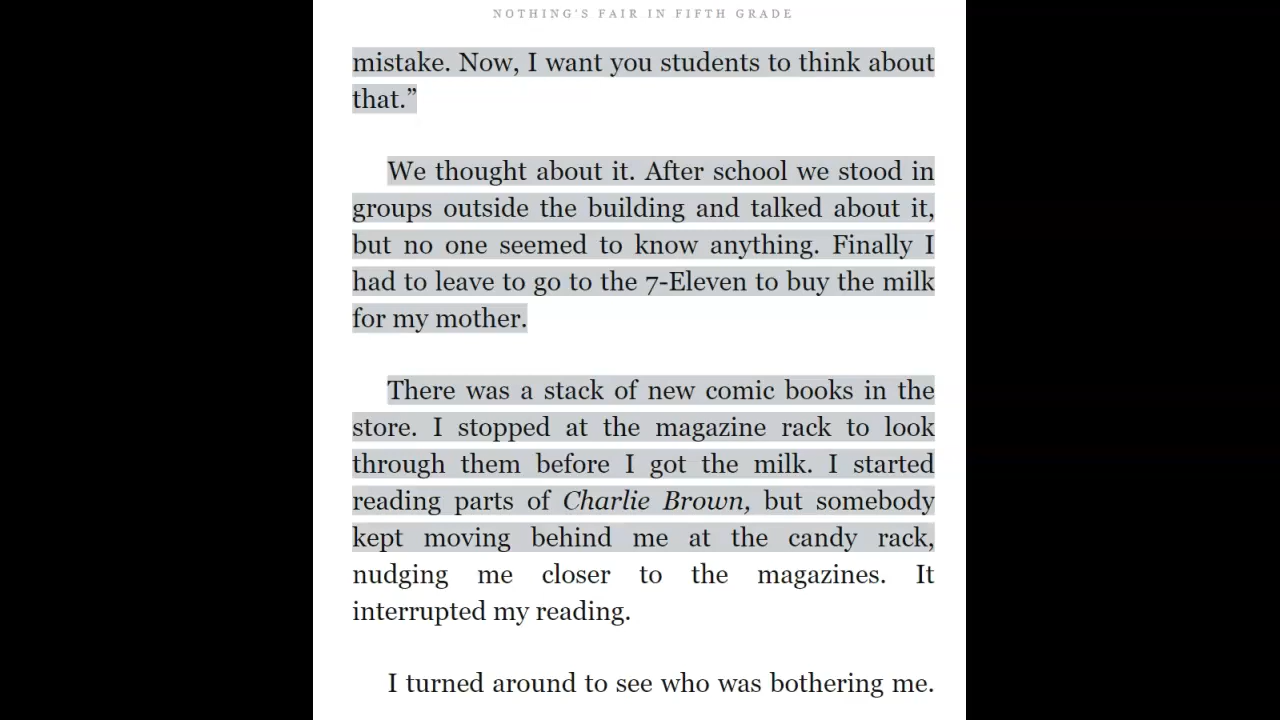 NOTHING'S FAIR IN FIFTH GRADE
mistake. Now, I want you students to think about
that.”
We thought about it. After school we stood in
groups outside the building and talked about it,
but no one seemed to know anything. Finally I
had to leave to go to the 7-Eleven to buy the milk
for my mother.
There was a stack of new comic books in the
store. I stopped at the magazine rack to look
through them before I got the milk. I started
reading parts of Charlie Brown, but somebody
kept moving behind me at the candy rack,
nudging me closer to the magazines. It
interrupted my reading.
I turned around to see who was bothering me.